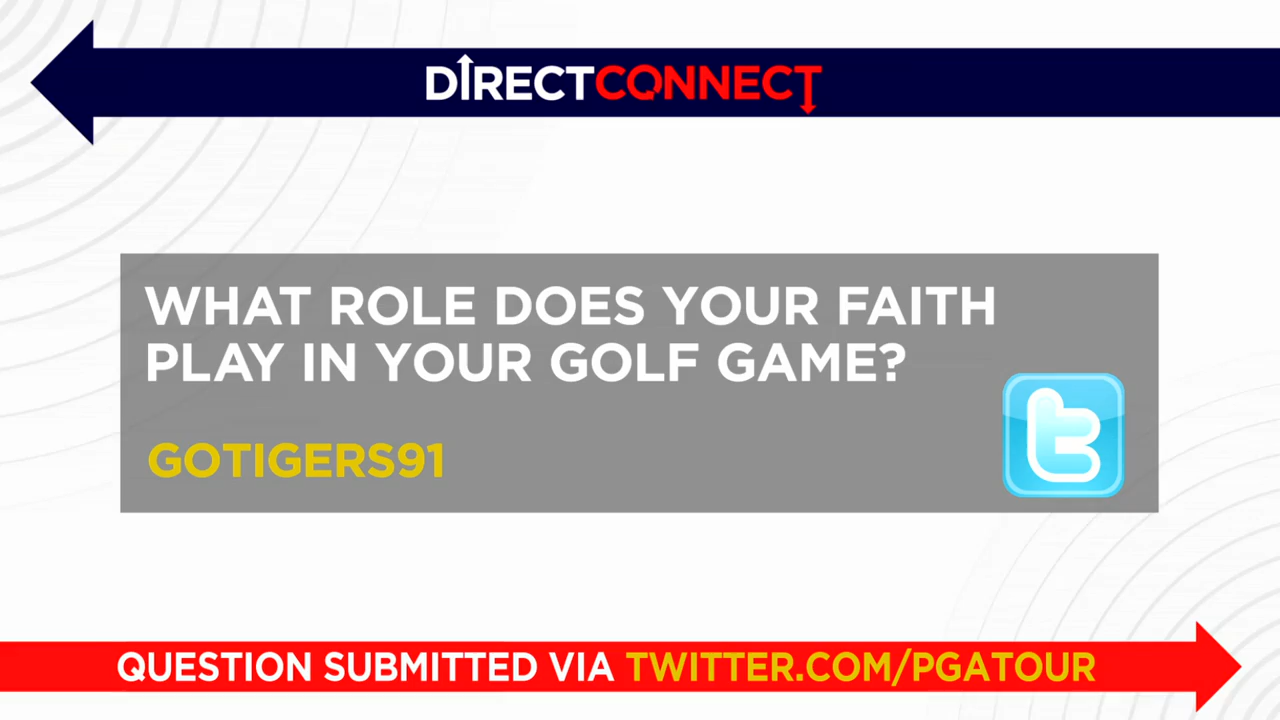 DIRECTCONNECT
WHAT ROLE DOES YOUR FAITH
PLAY IN YOUR GOLF GAME?
GOTIGERS91
t
QUESTION SUBMITTED VIA TWITTER.COM/PGATOUR